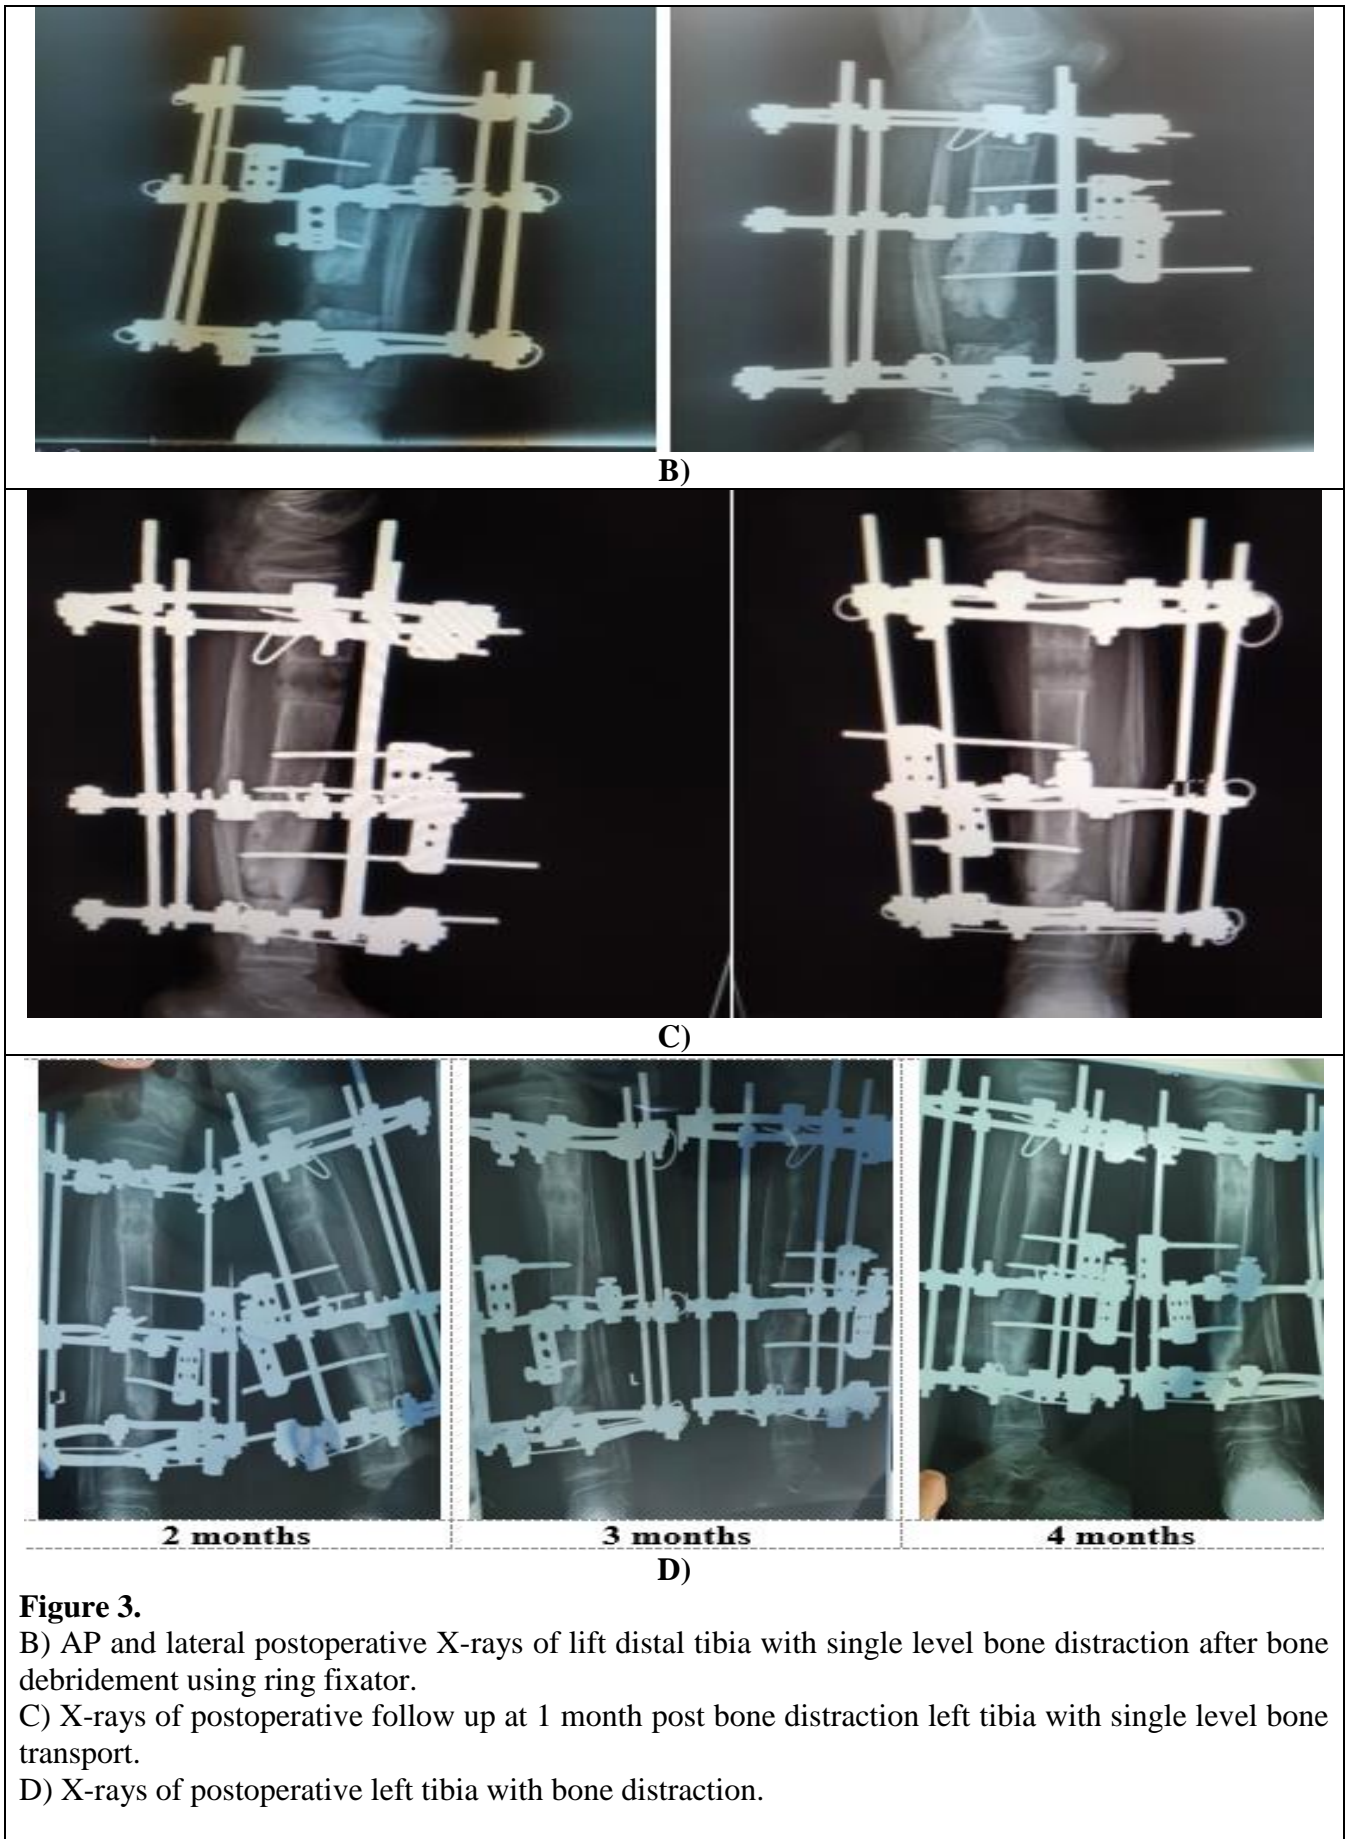 B)
C)
L
L
2 months
3 months
4 months
D)
Figure 3.
B) AP and lateral postoperative X-rays of lift distal tibia with single level bone distraction after bone
debridement using ring fixator.
C) X-rays of postoperative follow up at 1 month post bone distraction left tibia with single level bone
transport.
D) X-rays of postoperative left tibia with bone distraction.